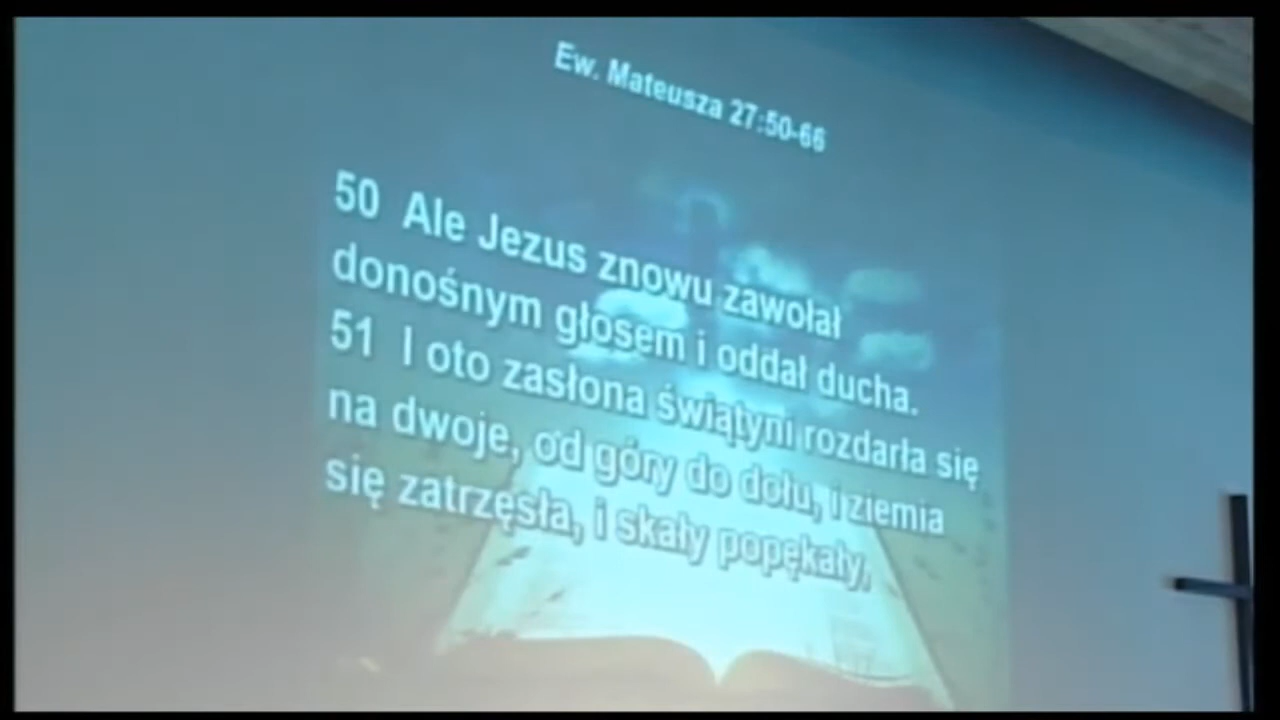 Ew. Mateusza 27:50-66
50 Ale Jezus znowu zawołał
donośnym głosem i oddał ducha.
51 I oto zasłona świątyni rozdarła się
na dwoje, od góry do dołu, i ziemia
się zatrzęsła, i skały popękały,